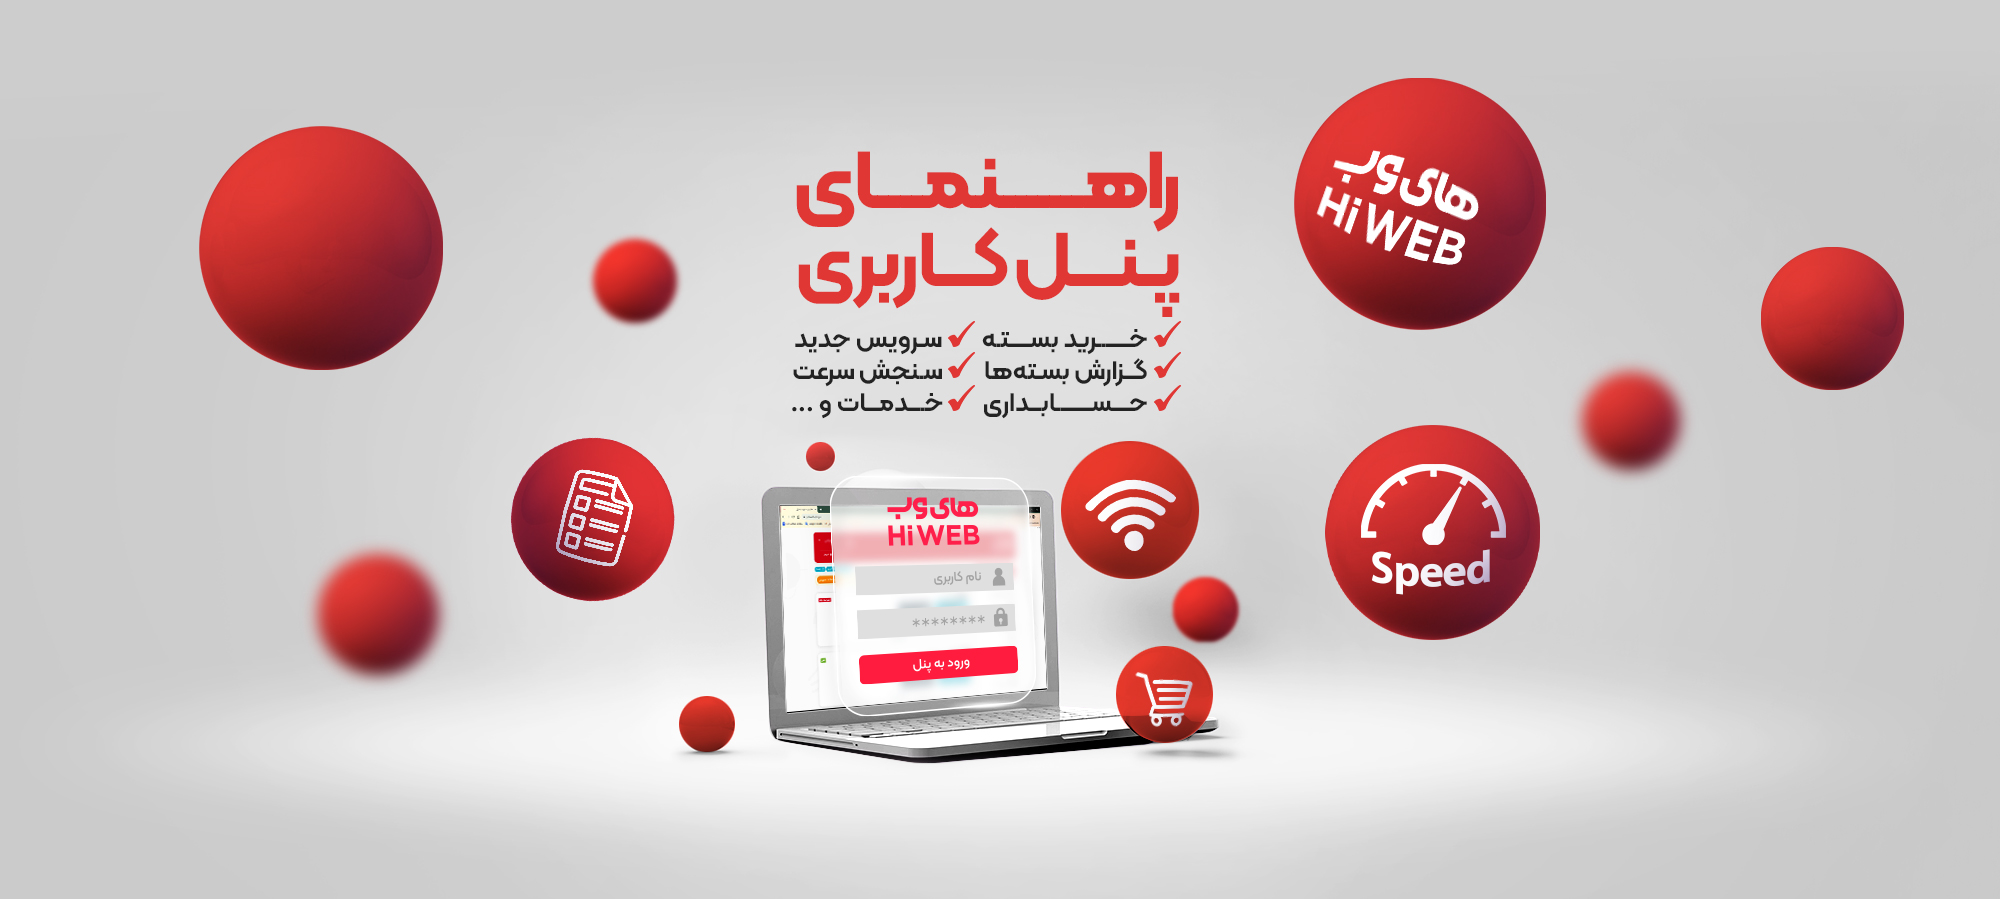 راهنمای
پنل کاربری
خرید بسته
سرویس جدید
گزارش بسته‌ها
سنجش سرعت
حسابداری
خدمات و ...
های وب
Hi WEB
Speed
های وب
Hi WEB
نام کاربری
********
ورود به پنل